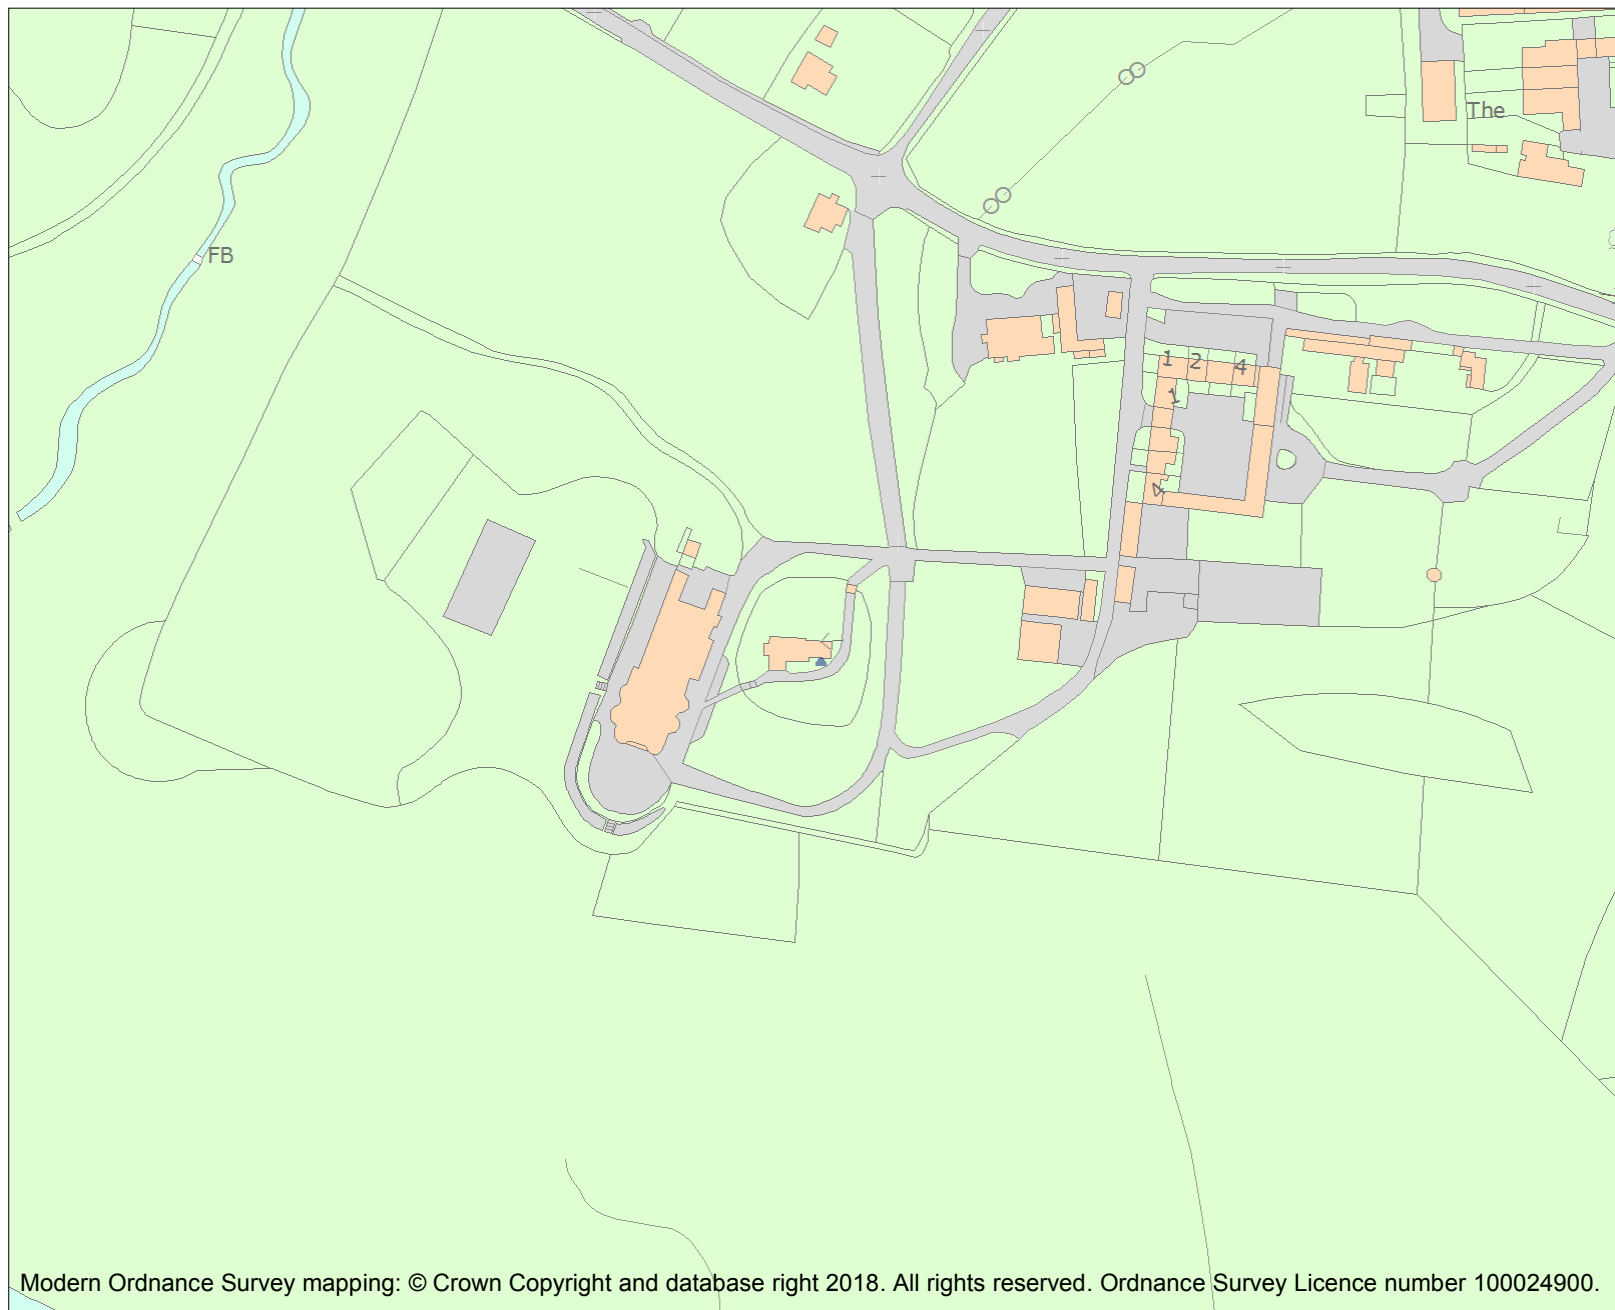 The
FB
1 2 4
1
4
Modern Ordnance Survey mapping: © Crown Copyright and database right 2018. All rights reserved. Ordnance Survey Licence number 100024900.